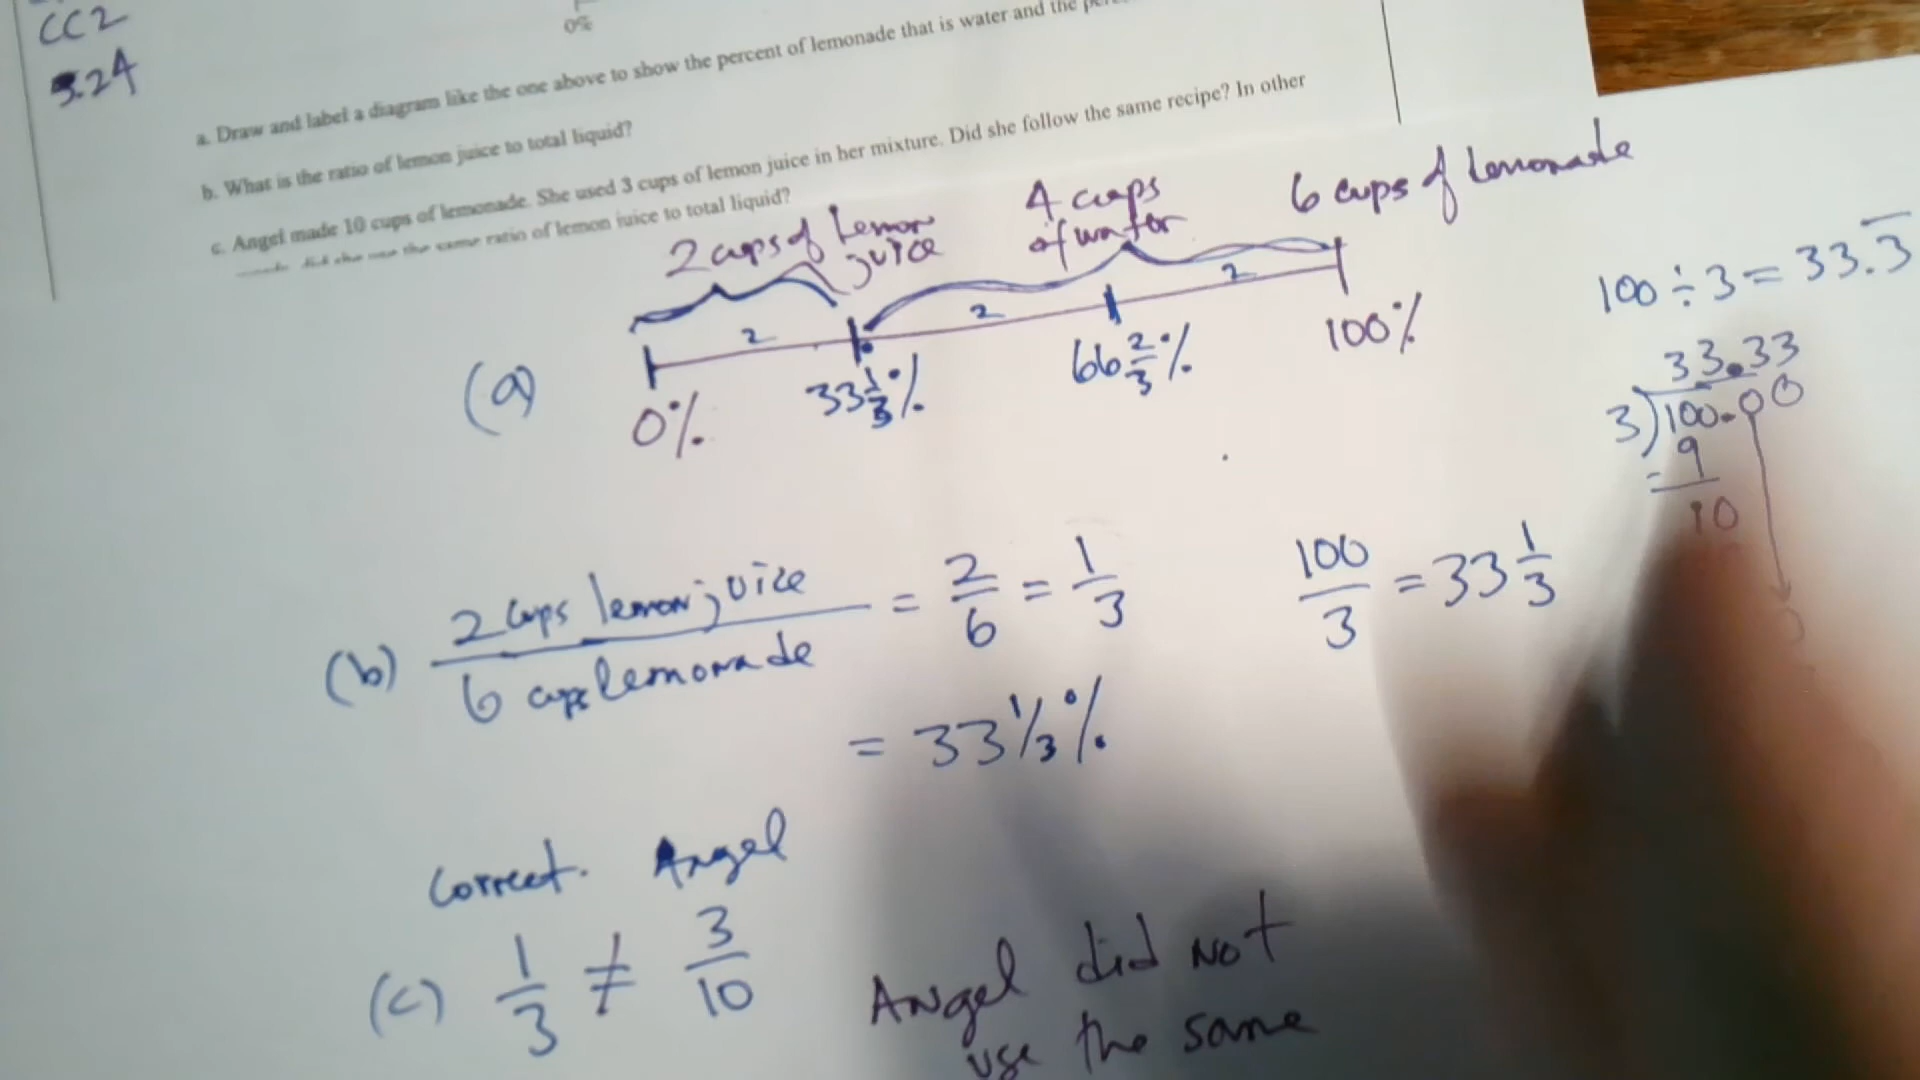 CC2
3.24
0%
a. Draw and label a diagram like the one above to show the percent of lemonade that is water and the
b. What is the ratio of lemon juice to total liquid?
c. Angel made 10 cups of lemonade. She used 3 cups of lemon juice in her mixture. Did she follow the same recipe? In other
words, did she use the same ratio of lemon juice to total liquid?
2 cups of Lemon juice
4 cups of water
6 cups of Lemonade
2 2 2
(a)
0% 33 1/3 % 66 2/3 % 100%
100 ÷ 3 = 33.3̅
33.33
3)100.00
- 9
10
(b) 2 cups lemon juice / 6 cups lemonade = 2/6 = 1/3
= 33 1/3 %
100/3 = 33 1/3
Correct. Angel
(c) 1/3 ≠ 3/10
Angel did not
use the same